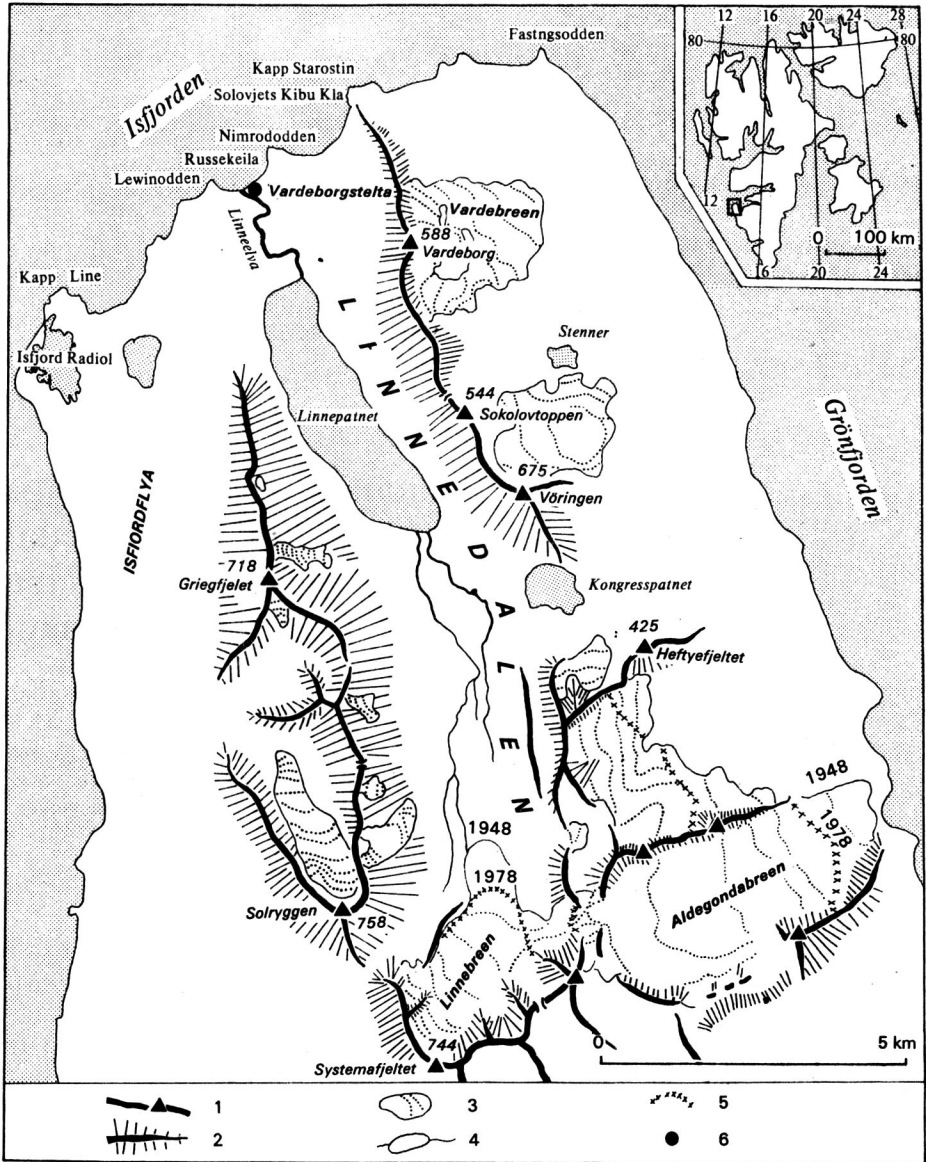 Fastngsodden
Kapp Starostin
Solovjets Kibu Kla
Isfjorden
Nimrododden
Russekeila
Lewinodden
Vardeborgstelta
Linneelva
Vardebreen
588
Vardeborg
Kapp Line
Isfjord Radiol
Stenner
544
Sokolovtoppen
Linnepatnet
675
Vöringen
LINNEDALEN
ISFIORDFLYA
Grönfjorden
718
Griegfjelet
Kongresspatnet
425
Heftyefjeltet
1948
1978
1948
1978
Aldegondabreen
Solryggen
758
Linnebreen
744
Systemafjeltet
0 5 km
12 16 20 24 28
80 80
12
0 100 km
16 20 24
1 3 5
2 4 6